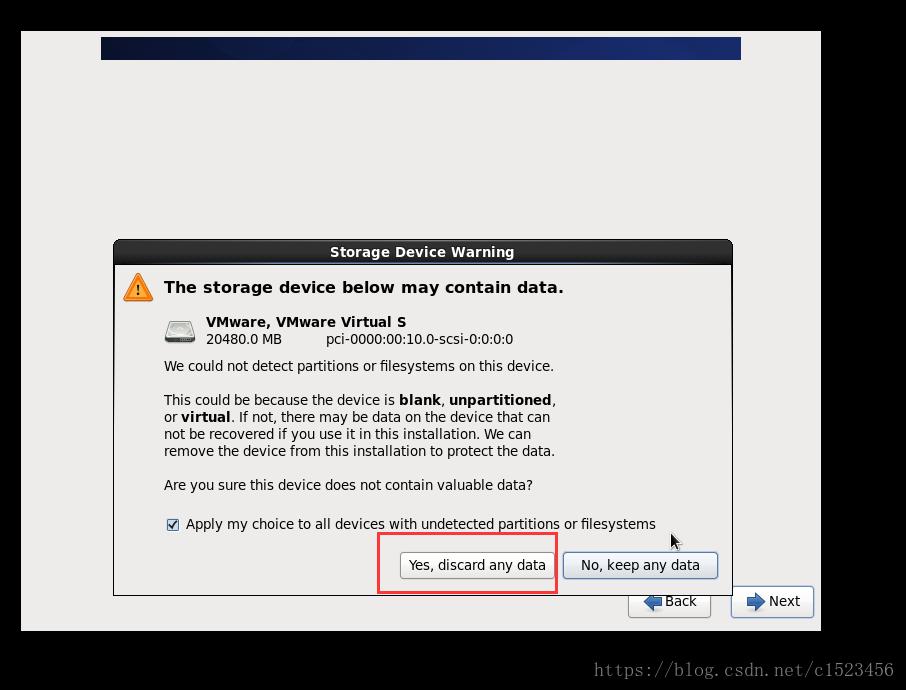 Storage Device Warning
The storage device below may contain data.
VMware, VMware Virtual S
20480.0 MB pci-0000:00:10.0-scsi-0:0:0:0
We could not detect partitions or filesystems on this device.
This could be because the device is blank, unpartitioned,
or virtual. If not, there may be data on the device that can
not be recovered if you use it in this installation. We can
remove the device from this installation to protect the data.
Are you sure this device does not contain valuable data?
Apply my choice to all devices with undetected partitions or filesystems
Yes, discard any data No, keep any data
Back Next
https://blog.csdn.net/c1523456